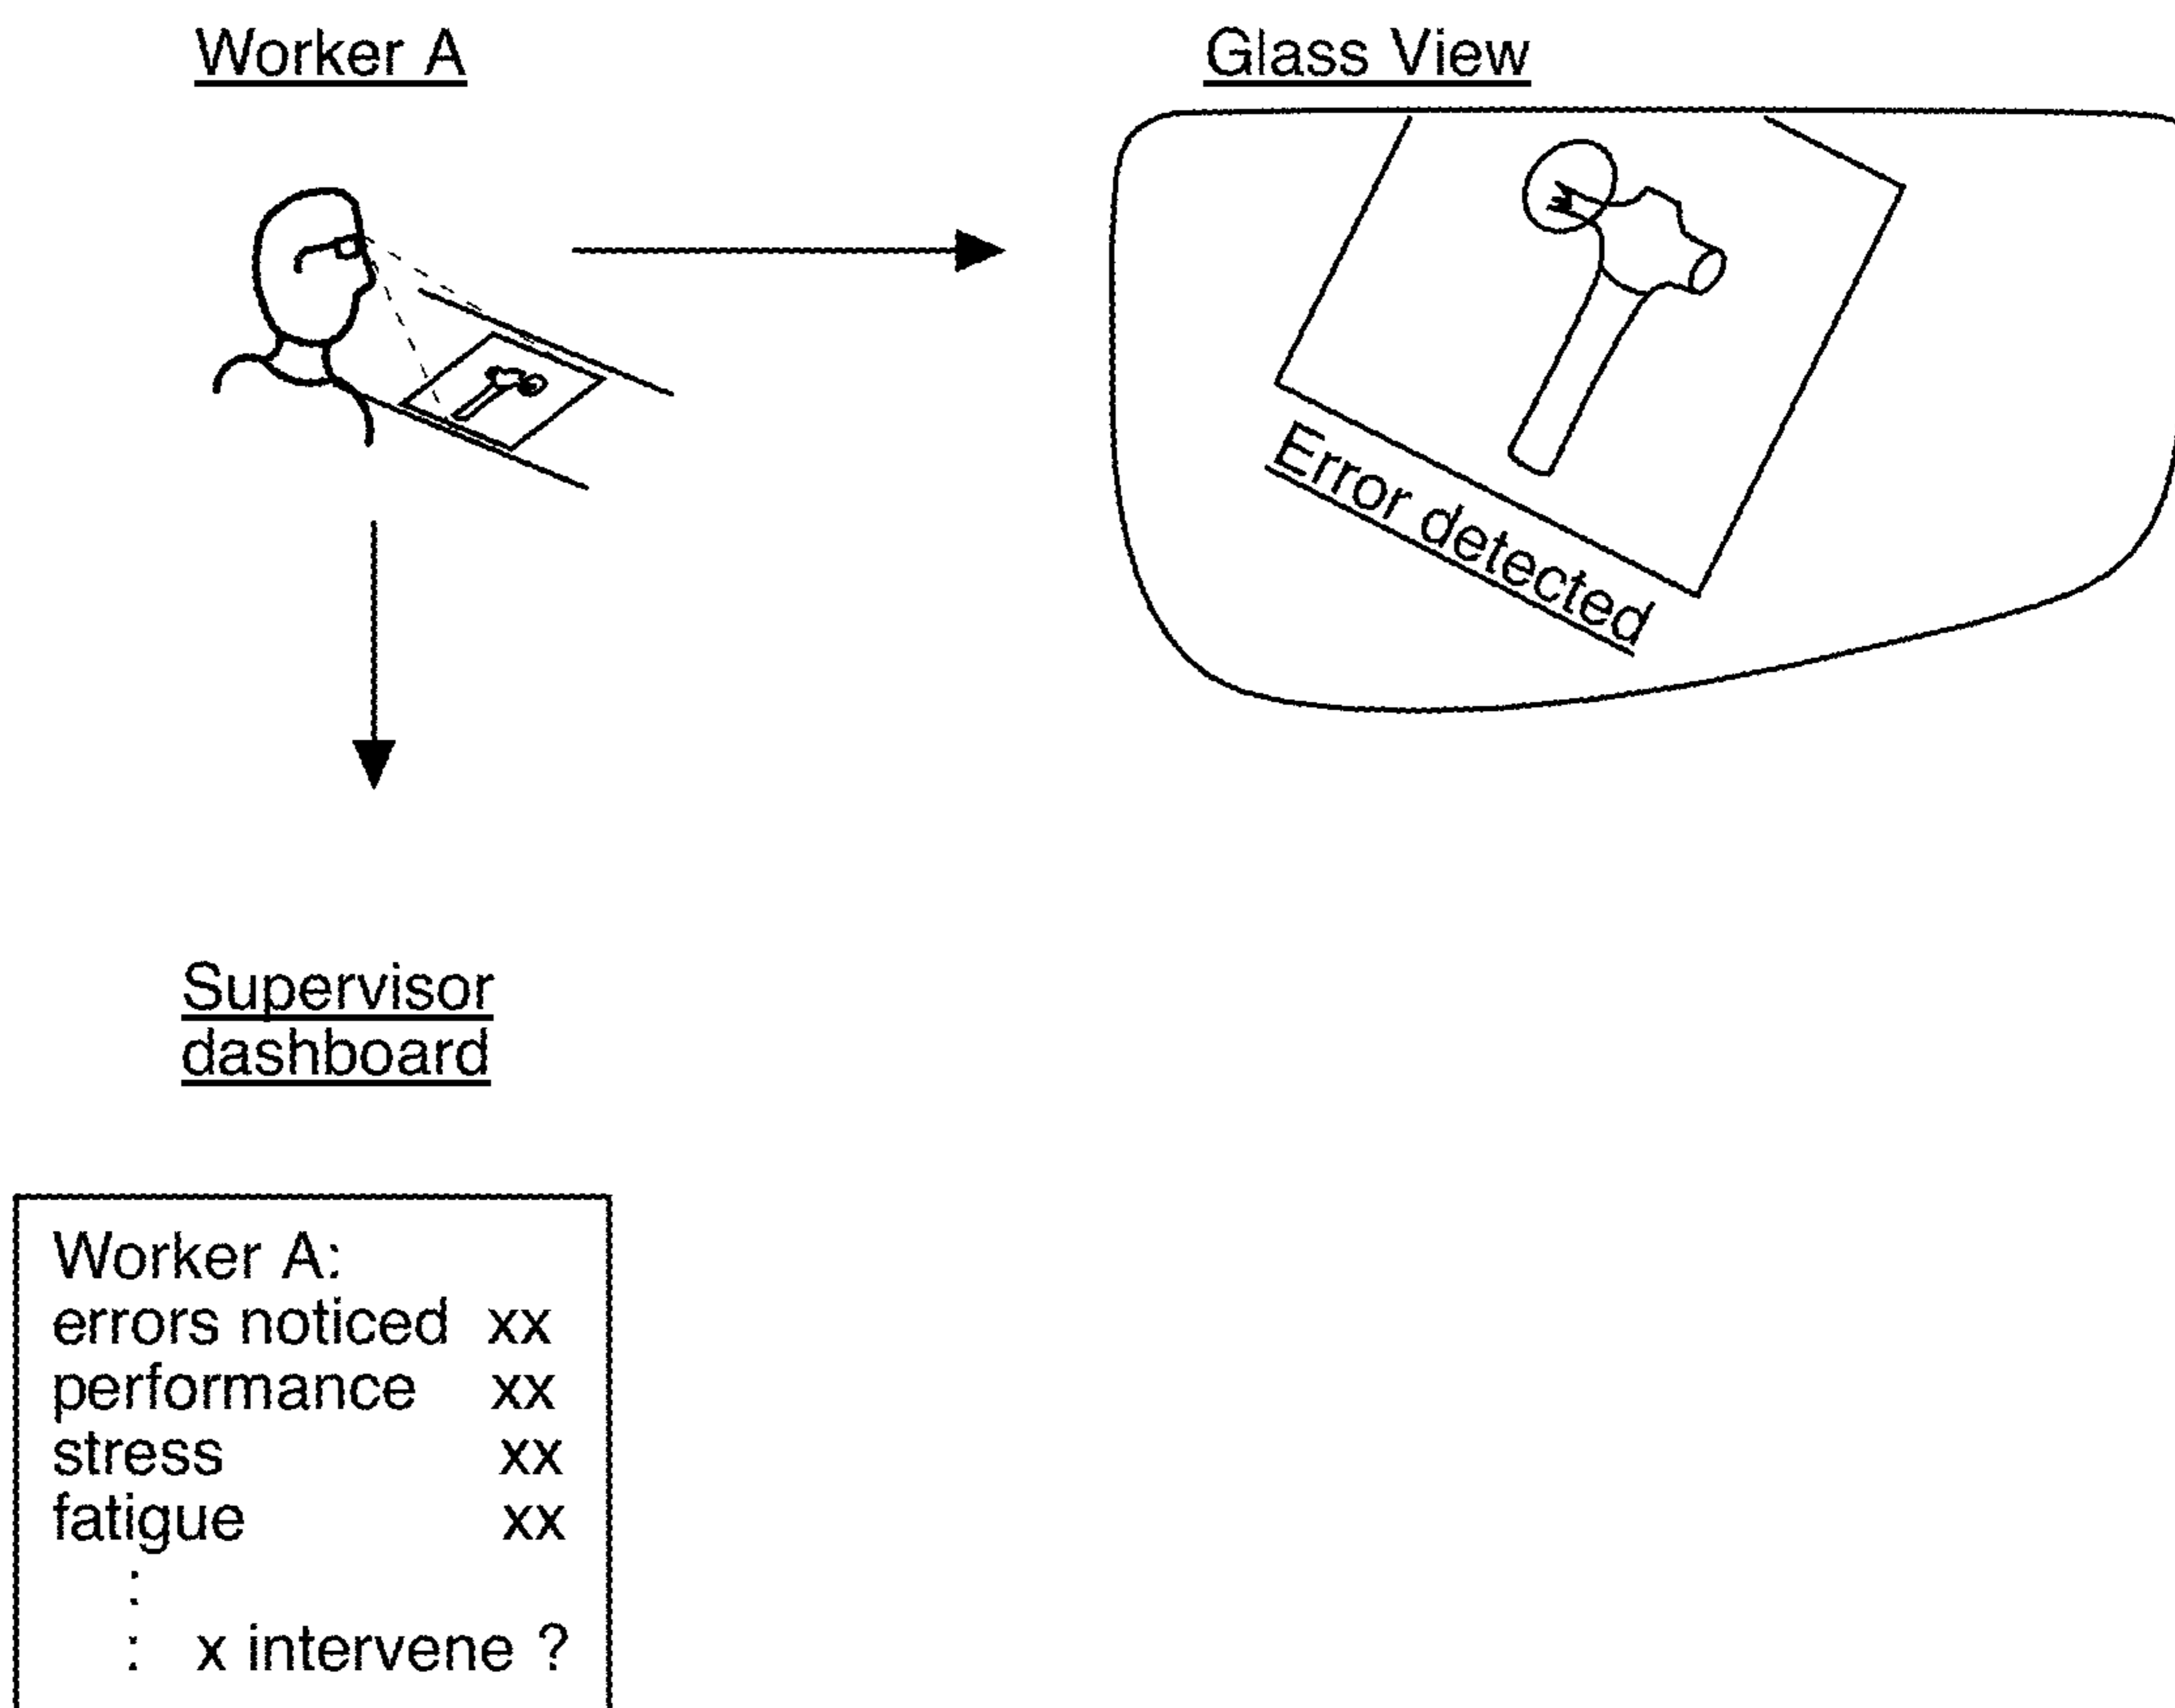 Worker A
Glass View
Error detected
Supervisor
dashboard
Worker A:
errors noticed xx
performance xx
stress xx
fatigue xx
:
: x intervene ?